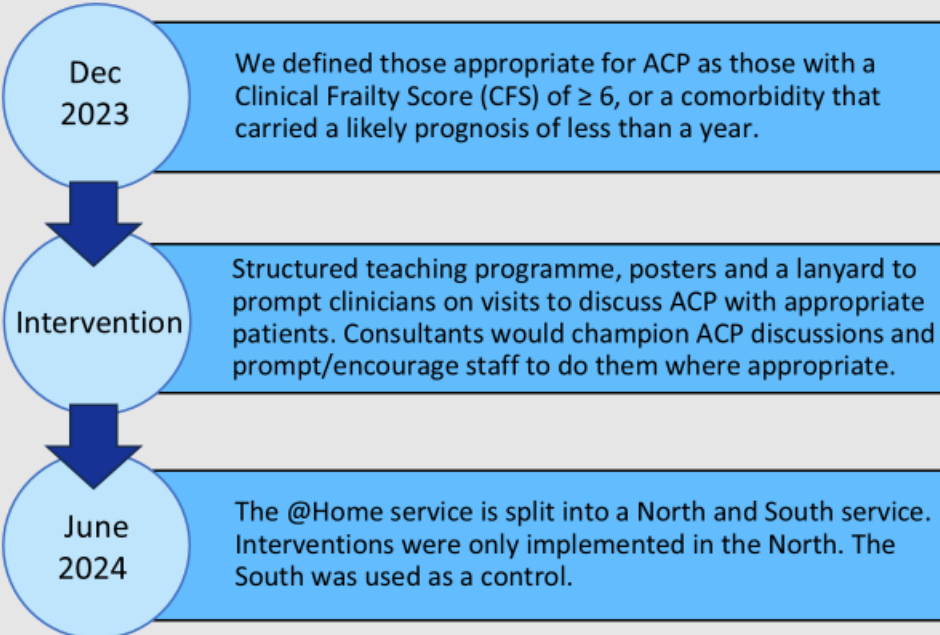 Dec
2023
We defined those appropriate for ACP as those with a
Clinical Frailty Score (CFS) of ≥ 6, or a comorbidity that
carried a likely prognosis of less than a year.
Intervention
Structured teaching programme, posters and a lanyard to
prompt clinicians on visits to discuss ACP with appropriate
patients. Consultants would champion ACP discussions and
prompt/encourage staff to do them where appropriate.
June
2024
The @Home service is split into a North and South service.
Interventions were only implemented in the North. The
South was used as a control.